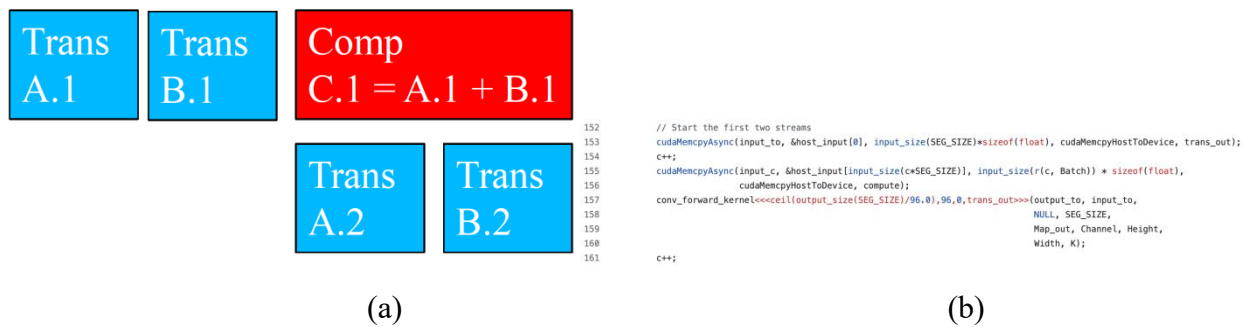 Trans
A.1
Trans
B.1
Comp
C.1 = A.1 + B.1
Trans
A.2
Trans
B.2
152 // Start the first two streams
153 cudaMemcpyAsync(input_to, &host_input[0], input_size(SEG_SIZE)*sizeof(float), cudaMemcpyHostToDevice, trans_out);
154 c++;
155 cudaMemcpyAsync(input_c, &host_input[input_size(c*SEG_SIZE)], input_size(r(c, Batch)) * sizeof(float),
156 cudaMemcpyHostToDevice, compute);
157 conv_forward_kernel<<<ceil(output_size(SEG_SIZE)/96.0),96,0,trans_out>>>(output_to, input_to,
158 NULL, SEG_SIZE,
159 Map_out, Channel, Height,
160 Width, K);
161 c++;
(a)
(b)